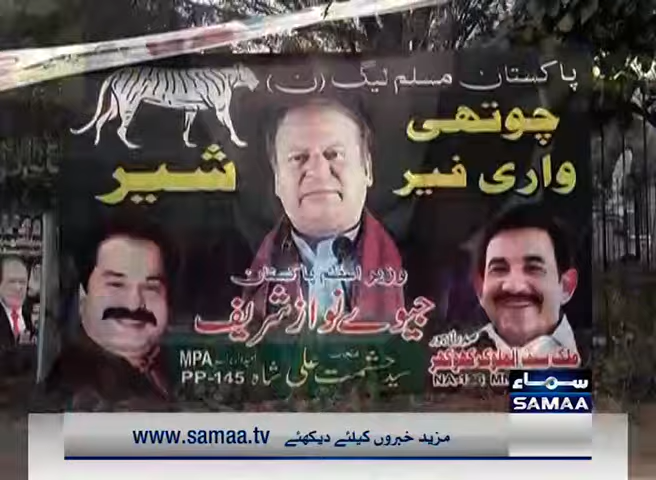 پاکستان مسلم لیگ (ن)
چوتھی
واری فیر
شیر
وزیر اعظم پاکستان
جیوے نواز شریف
سید حشمت علی شاہ
MPA
PP-145
سماء
SAMAA
www.samaa.tv مزید خبروں کیلئے دیکھئے